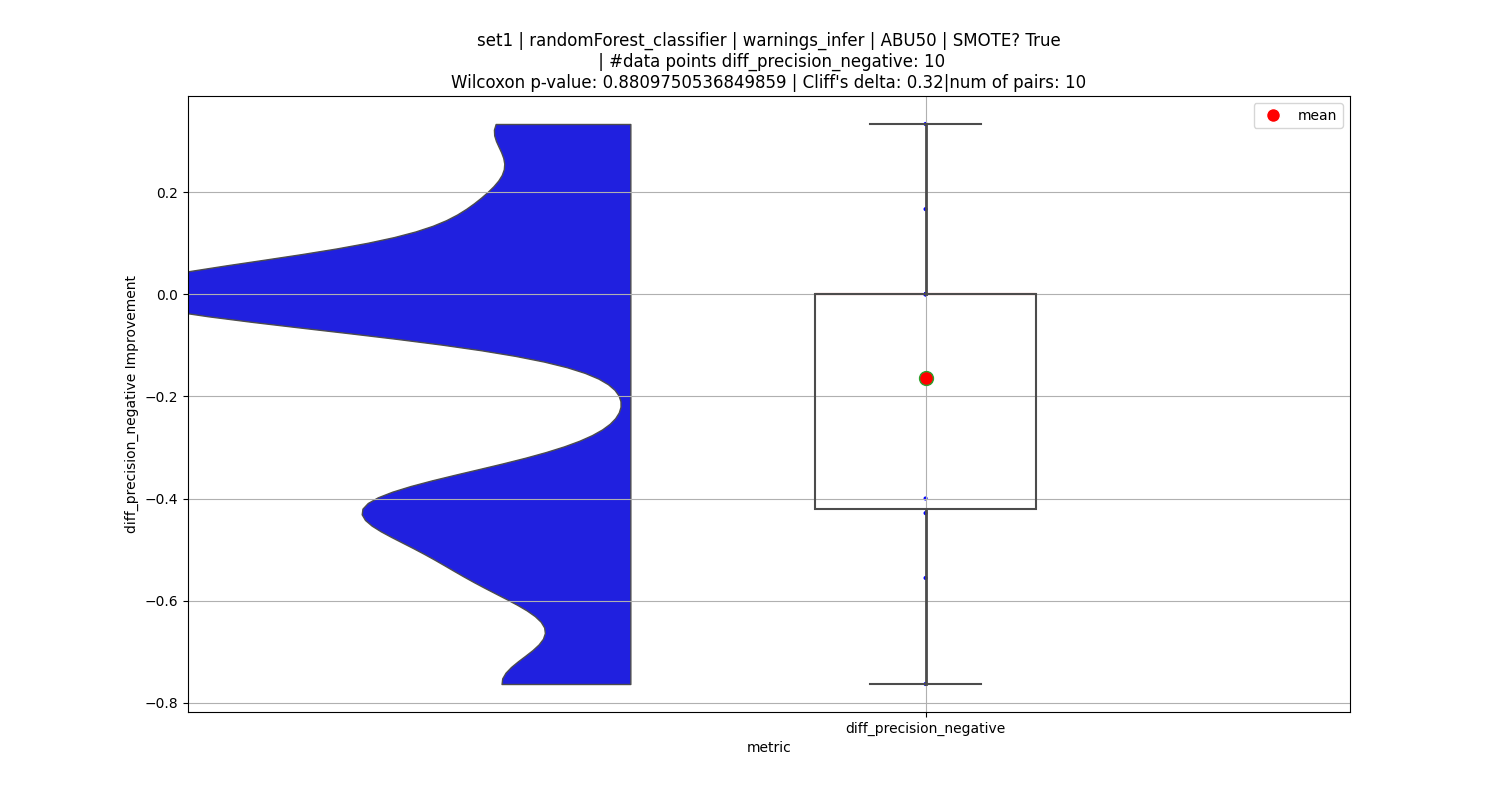 set1 | randomForest_classifier | warnings_infer | ABU50 | SMOTE? True
| #data points diff_precision_negative: 10
Wilcoxon p-value: 0.8809750536849859 | Cliff's delta: 0.32|num of pairs: 10
mean
diff_precision_negative Improvement
0.2
0.0
−0.2
−0.4
−0.6
−0.8
diff_precision_negative
metric